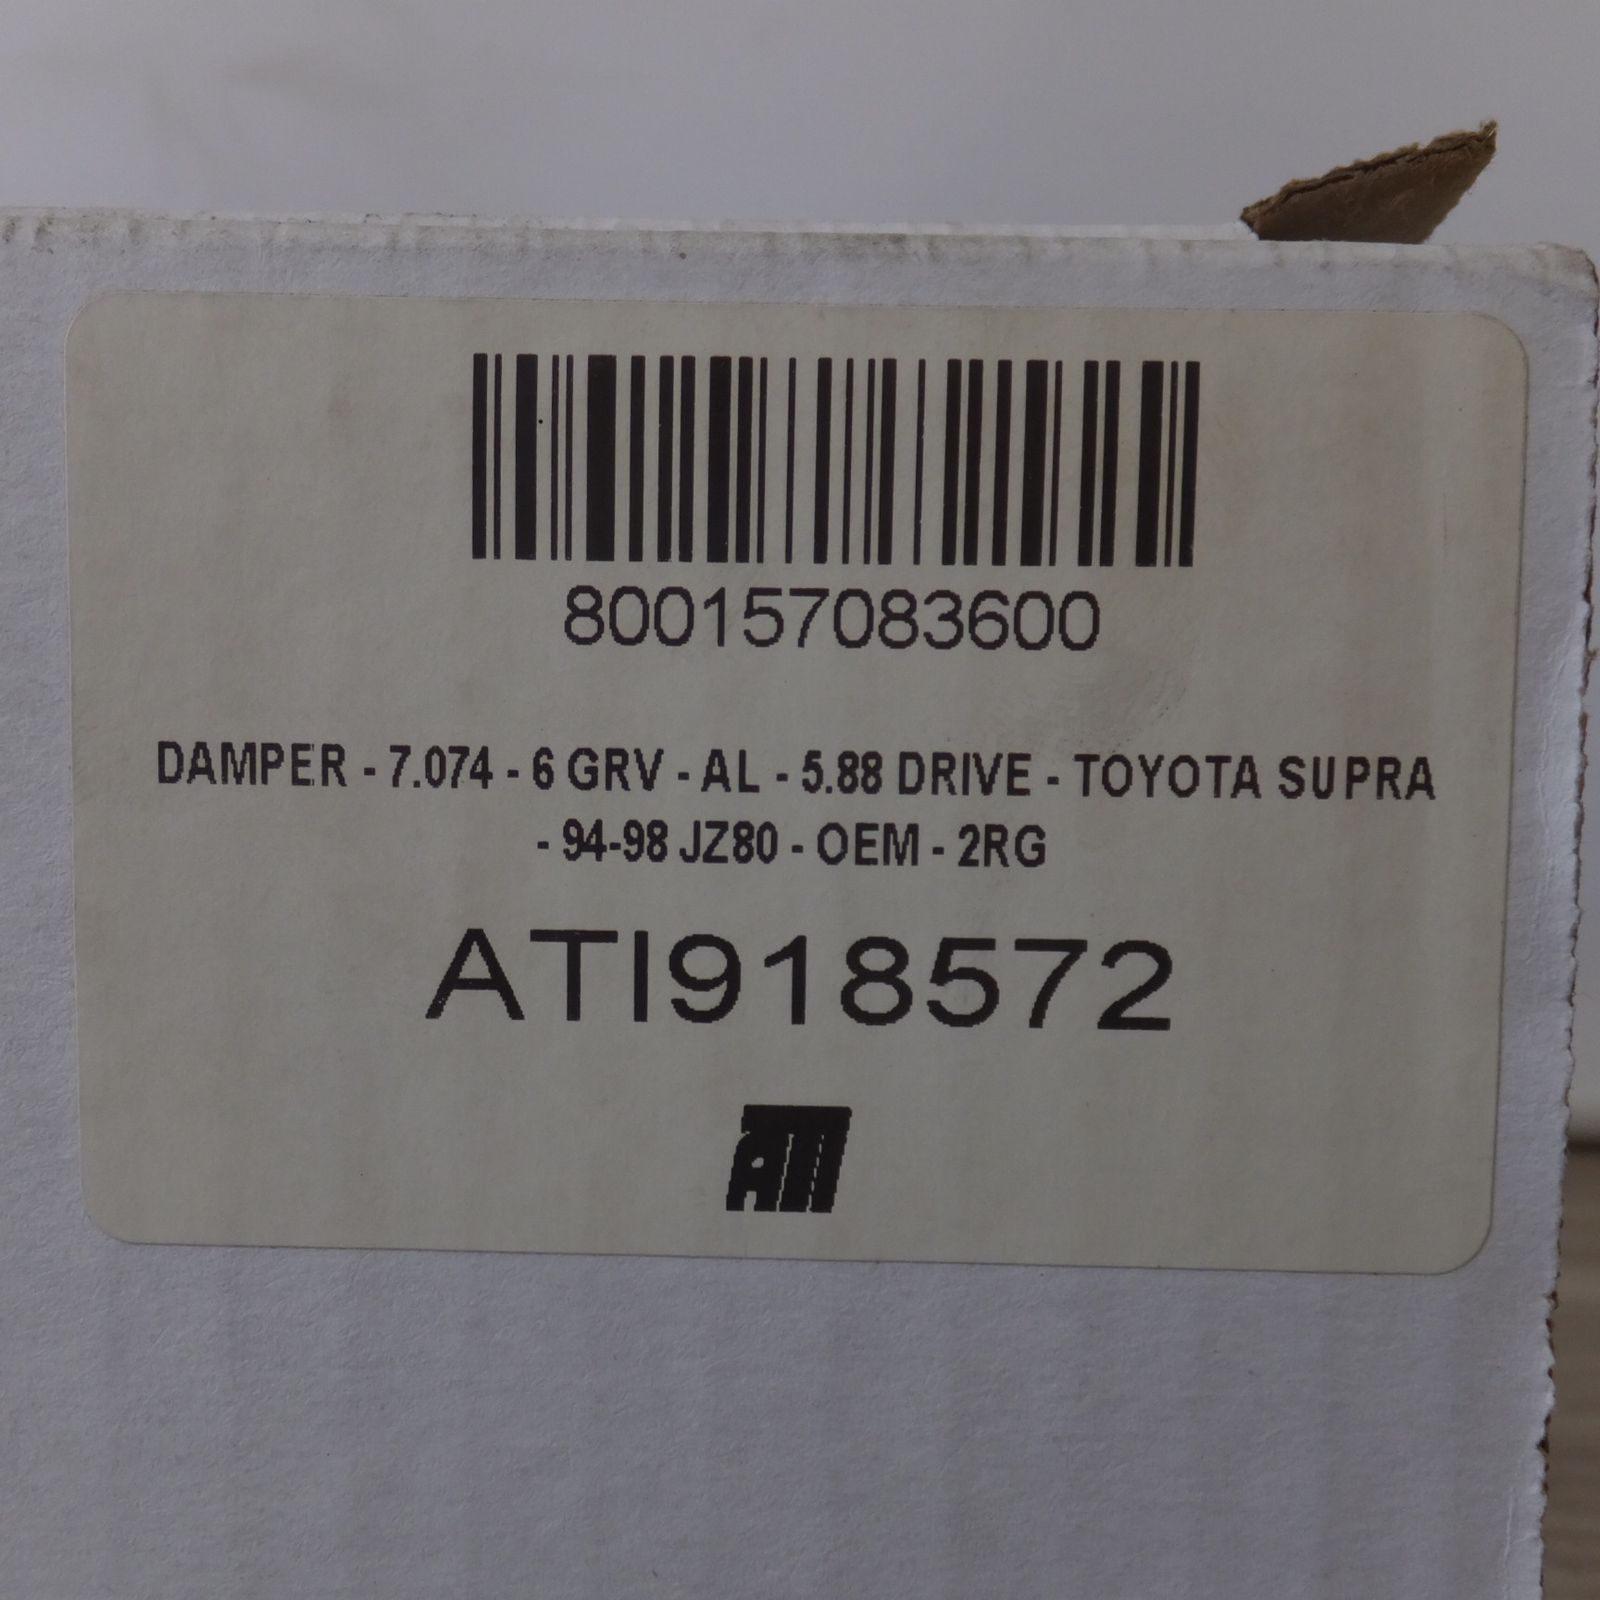 800157083600
DAMPER - 7.074 - 6 GRV - AL - 5.88 DRIVE - TOYOTA SUPRA
- 94-98 JZ80 - OEM - 2RG
ATI918572
ATI